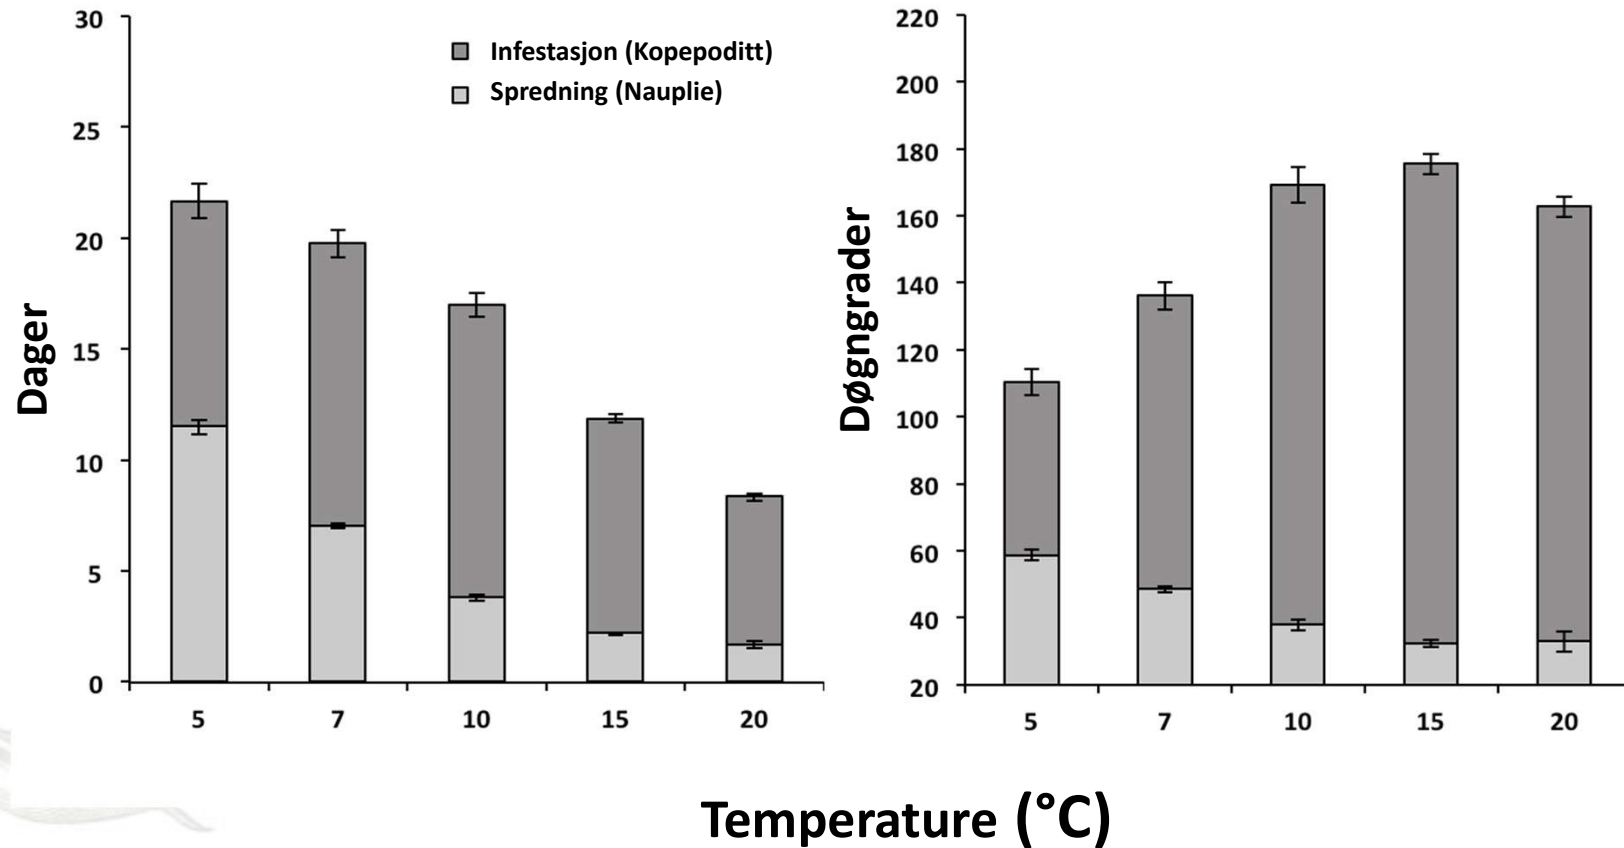 Infestasjon (Kopepoditt)
Spredning (Nauplie)
Dager
30
25
20
15
10
5
0
5 7 10 15 20
Døgngrader
220
200
180
160
140
120
100
80
60
40
20
5 7 10 15 20
Temperature (°C)